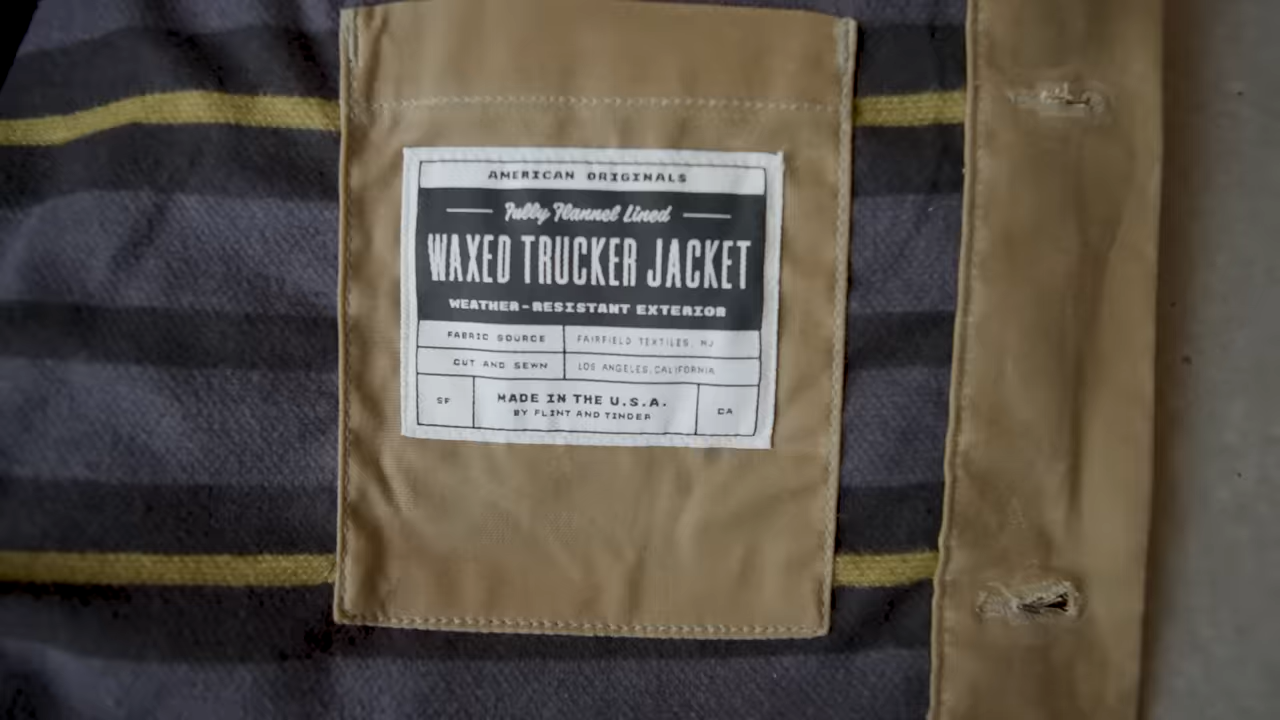 AMERICAN ORIGINALS
Fully Flannel Lined
WAXED TRUCKER JACKET
WEATHER-RESISTANT EXTERIOR
FABRIC SOURCE FAIRFIELD TEXTILES, NJ
CUT AND SEWN LOS ANGELES, CALIFORNIA
SF MADE IN THE U.S.A. CA
BY FLINT AND TINDER